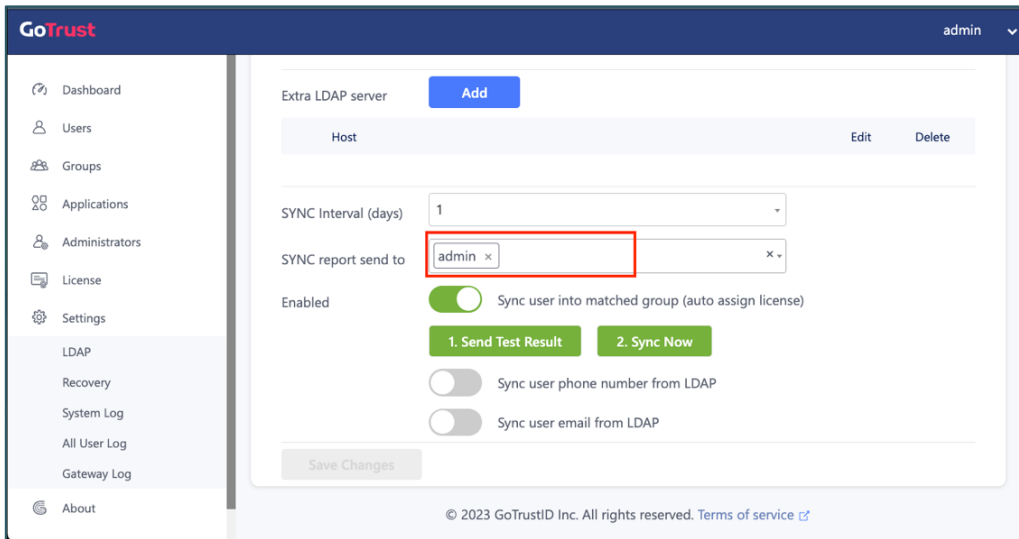 GoTrust
admin
Dashboard
Users
Groups
Applications
Administrators
License
Settings
LDAP
Recovery
System Log
All User Log
Gateway Log
About
Extra LDAP server Add
Host Edit Delete
SYNC Interval (days) 1
SYNC report send to admin ×
Enabled Sync user into matched group (auto assign license)
1. Send Test Result 2. Sync Now
Sync user phone number from LDAP
Sync user email from LDAP
Save Changes
© 2023 GoTrustID Inc. All rights reserved. Terms of service